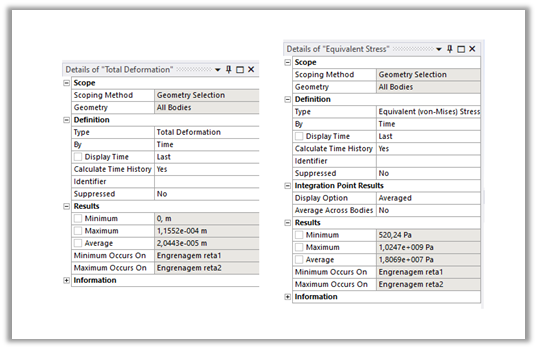 Details of "Total Deformation"
Scope
Scoping Method Geometry Selection
Geometry All Bodies
Definition
Type Total Deformation
By Time
Display Time Last
Calculate Time History Yes
Identifier
Suppressed No
Results
Minimum 0, m
Maximum 1,1552e-004 m
Average 2,0443e-005 m
Minimum Occurs On Engrenagem reta1
Maximum Occurs On Engrenagem reta2
Information
Details of "Equivalent Stress"
Scope
Scoping Method Geometry Selection
Geometry All Bodies
Definition
Type Equivalent (von-Mises) Stress
By Time
Display Time Last
Calculate Time History Yes
Identifier
Suppressed No
Integration Point Results
Display Option Averaged
Average Across Bodies No
Results
Minimum 520,24 Pa
Maximum 1,0247e+009 Pa
Average 1,8069e+007 Pa
Minimum Occurs On Engrenagem reta1
Maximum Occurs On Engrenagem reta2
Information